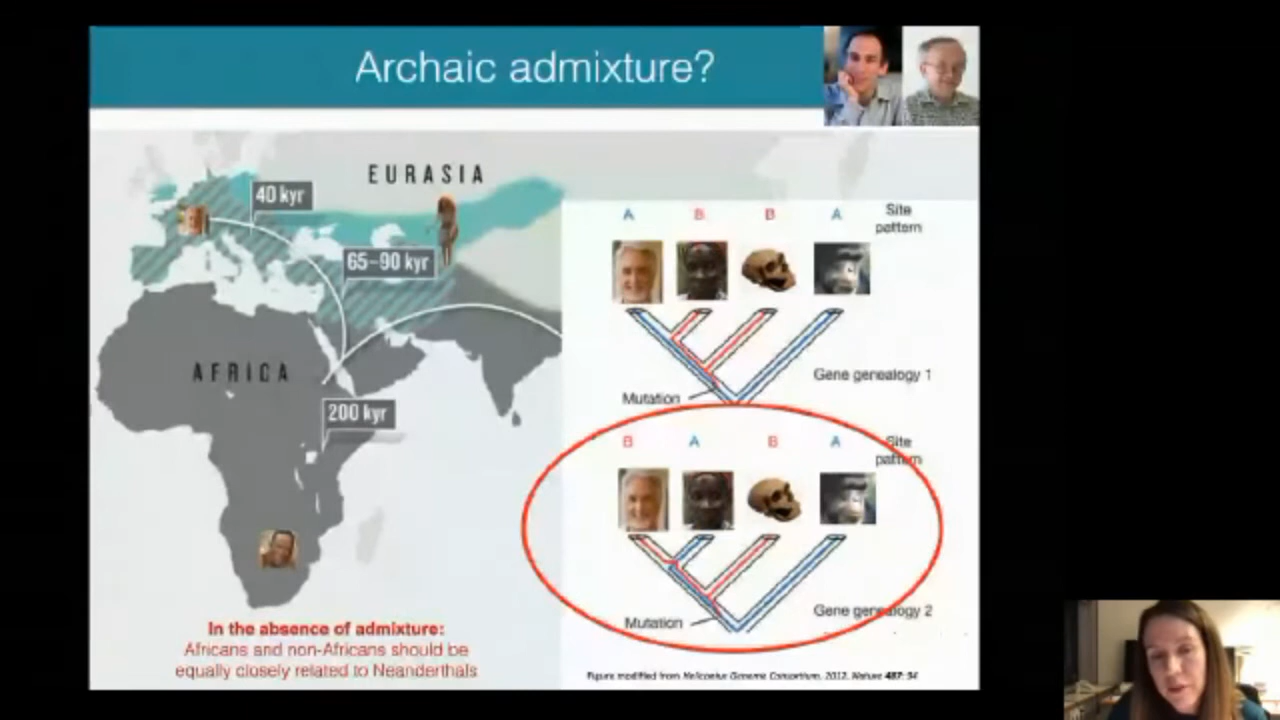 Archaic admixture?
EURASIA
40 kyr
65–90 kyr
AFRICA
200 kyr
In the absence of admixture:
Africans and non-Africans should be
equally closely related to Neanderthals
A B B A Site
pattern
Gene genealogy 1
Mutation
B A B A Site
pattern
Gene genealogy 2
Mutation
Figure modified from Heliconius Genome Consortium, 2012, Nature 487: 94